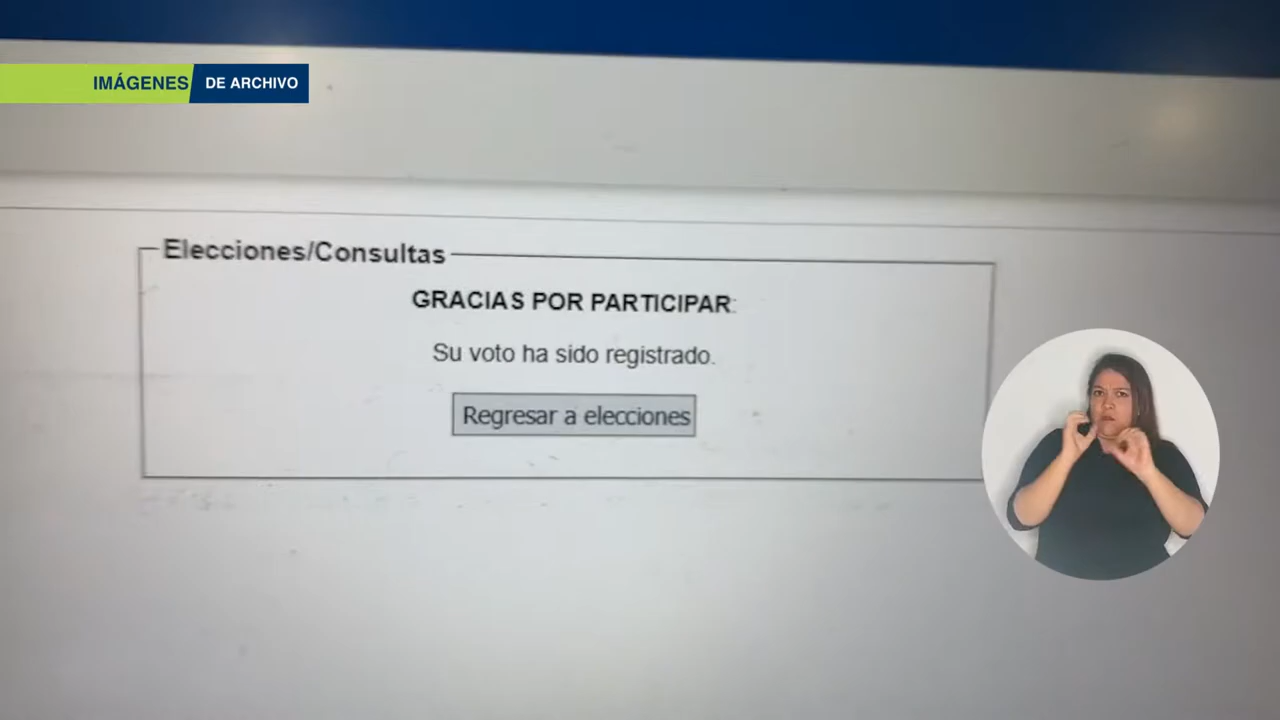 IMÁGENES DE ARCHIVO
Elecciones/Consultas
GRACIAS POR PARTICIPAR:
Su voto ha sido registrado.
Regresar a elecciones